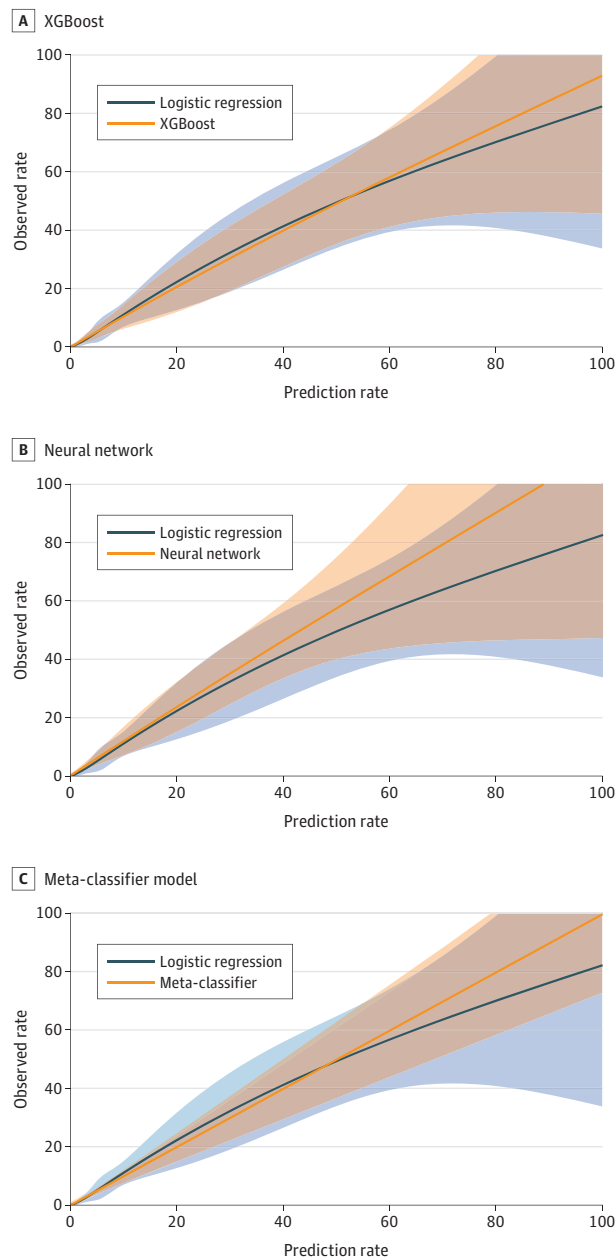 A XGBoost
100
Logistic regression
80
XGBoost
60
Observed rate
40
20
0
0 20 40 60 80 100
Prediction rate
B Neural network
100
Logistic regression
80
Neural network
60
Observed rate
40
20
0
0 20 40 60 80 100
Prediction rate
C Meta-classifier model
100
Logistic regression
80
Meta-classifier
60
Observed rate
40
20
0
0 20 40 60 80 100
Prediction rate